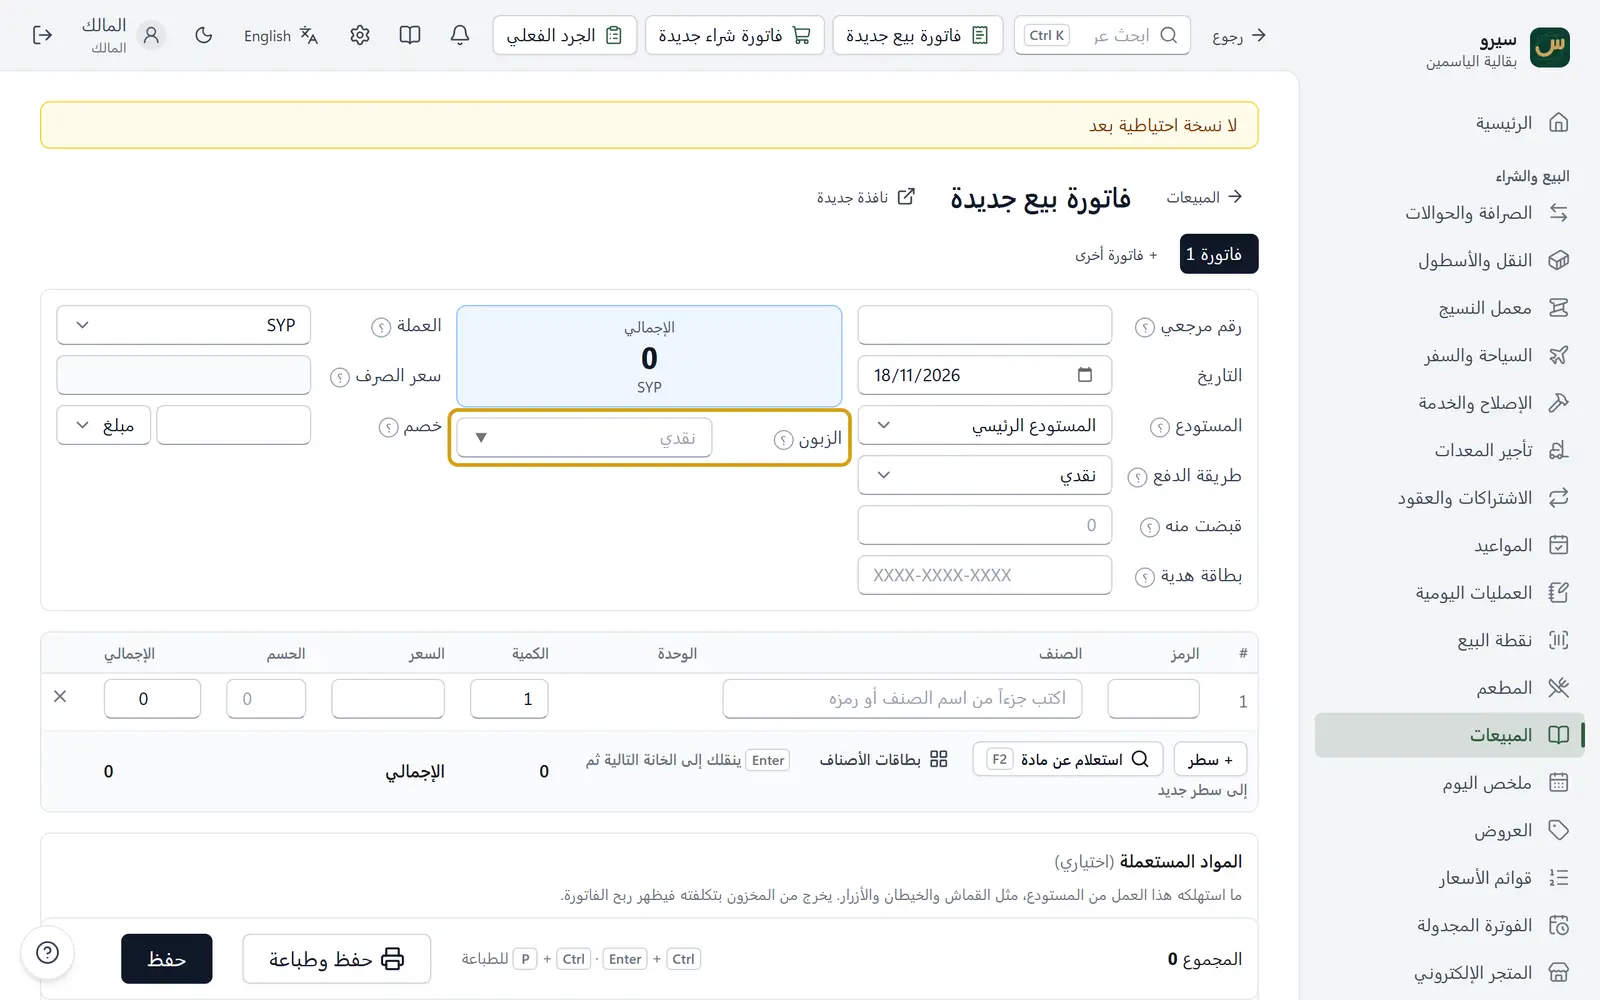 سيرو
بقالية الياسمين
رجوع
ابحث عر Ctrl K
فاتورة بيع جديدة
فاتورة شراء جديدة
الجرد الفعلي
English
المالك
المالك
الرئيسية
البيع والشراء
الصرافة والحوالات
النقل والأسطول
معمل النسيج
السياحة والسفر
الإصلاح والخدمة
تأجير المعدات
الاشتراكات والعقود
المواعيد
العمليات اليومية
نقطة البيع
المطعم
المبيعات
ملخص اليوم
العروض
قوائم الأسعار
الفوترة المجدولة
المتجر الإلكتروني
لا نسخة احتياطية بعد
المبيعات
فاتورة بيع جديدة
نافذة جديدة
فاتورة 1
+ فاتورة أخرى
رقم مرجعي ؟
التاريخ 18/11/2026
المستودع ؟ المستودع الرئيسي
طريقة الدفع ؟ نقدي
قبضت منه ؟ 0
بطاقة هدية ؟ XXXX-XXXX-XXXX
الإجمالي
0
SYP
الزبون ؟ نقدي
العملة ؟ SYP
سعر الصرف ؟
خصم ؟ مبلغ
# الرمز الصنف الوحدة الكمية السعر الحسم الإجمالي
1 اكتب جزءاً من اسم الصنف أو رمزه 1 0 0
+ سطر استعلام عن مادة F2 بطاقات الأصناف Enter ينقلك إلى الخانة التالية ثم
إلى سطر جديد
0 الإجمالي 0
المواد المستعملة (اختياري)
ما استهلكه هذا العمل من المستودع، مثل القماش والخيطان والأزرار. يخرج من المخزون بتكلفته فيظهر ربح الفاتورة.
المجموع 0
Ctrl + Enter · Ctrl + P للطباعة
حفظ وطباعة
حفظ